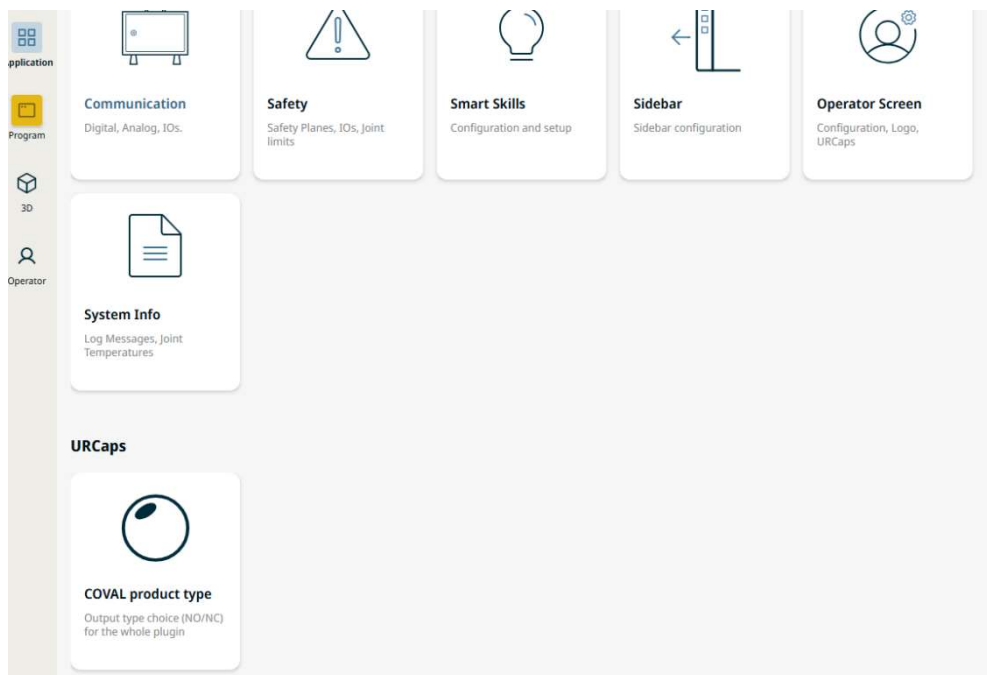 Application
Program
3D
Operator
Communication
Digital, Analog, IOs.
Safety
Safety Planes, IOs, Joint
limits
Smart Skills
Configuration and setup
Sidebar
Sidebar configuration
Operator Screen
Configuration, Logo,
URCaps
System Info
Log Messages, Joint
Temperatures
URCaps
COVAL product type
Output type choice (NO/NC)
for the whole plugin